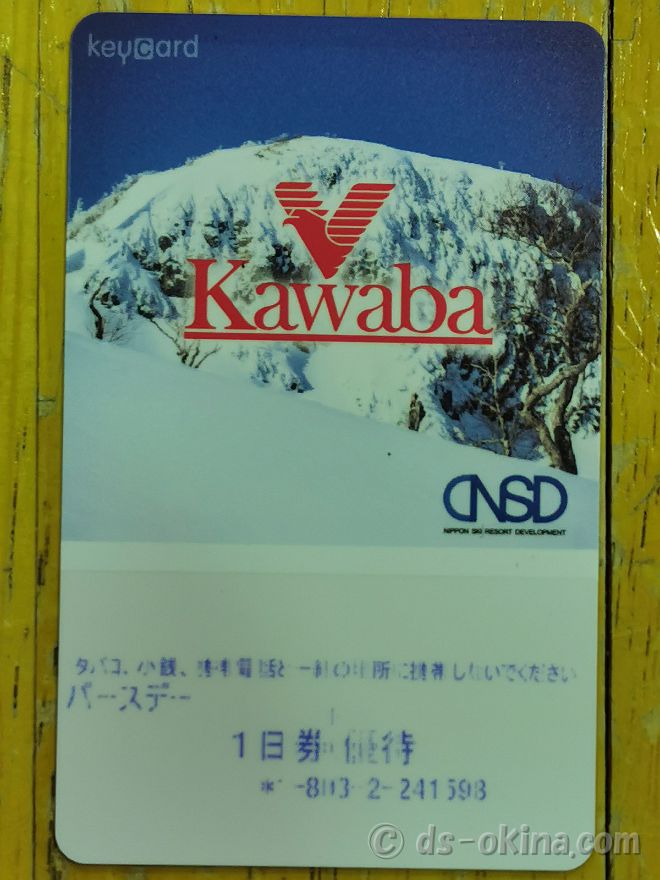 keycard
Kawaba
NSD
NIPPON SKI RESORT DEVELOPMENT
タバコ、小銭、携帯電話と一緒の場所に携帯しないでください
バースデー
1日券 優待
-803-2-241598
© ds-okina.com